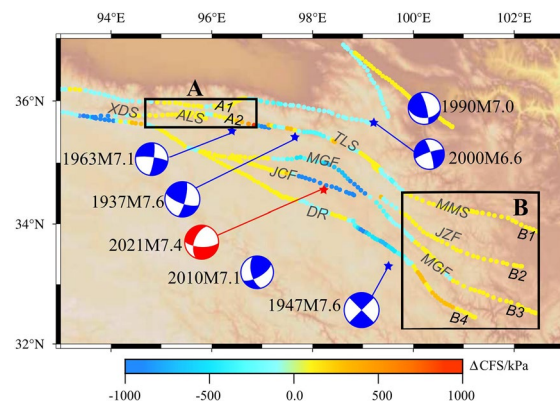 A
A1
A2
XDS
ALS
36°N
1963M7.1
1937M7.6
2021M7.4
2010M7.1
1947M7.6
1990M7.0
2000M6.6
TLS
MGF
JCF
DR
34°N
B
MMS
B1
JZF
B2
MGF
B3
B4
32°N
94°E
96°E
98°E
100°E
102°E
ΔCFS/kPa
-1000
-500
0.0
500
1000